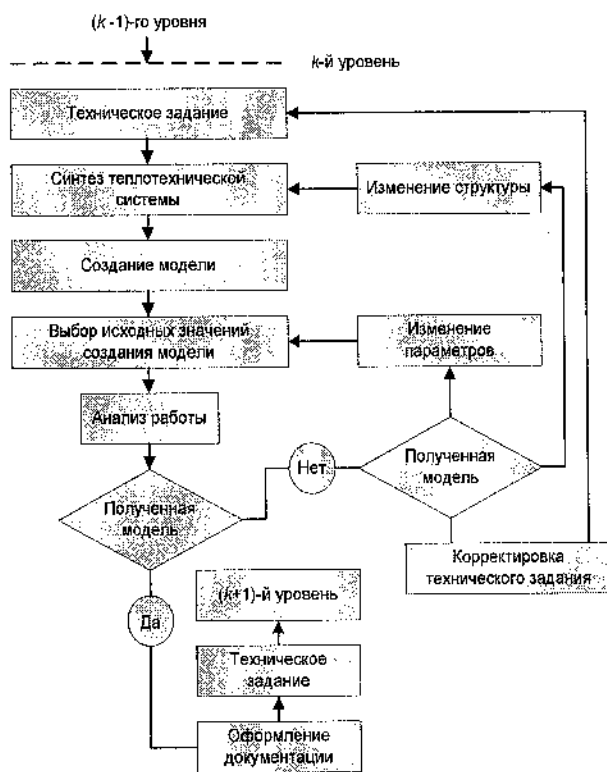 (k-1)-го уровня
k-й уровень
Техническое задание
Синтез теплотехнической
системы
Изменение структуры
Создание модели
Выбор исходных значений
создания модели
Изменение
параметров
Анализ работы
Нет
Полученная
модель
Полученная
модель
Корректировка
технического задания
(k+1)-й уровень
Да
Техническое
задание
Оформление
документации